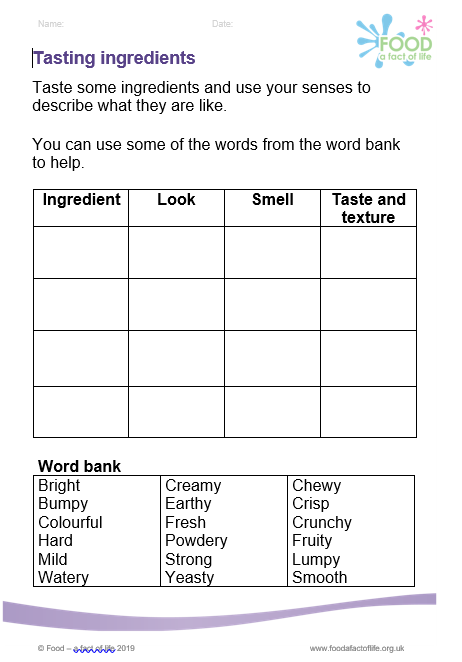 Name: Date:
FOOD
a fact of life
Tasting ingredients
Taste some ingredients and use your senses to
describe what they are like.
You can use some of the words from the word bank
to help.
Ingredient Look Smell Taste and
texture
Word bank
Bright Creamy Chewy
Bumpy Earthy Crisp
Colourful Fresh Crunchy
Hard Powdery Fruity
Mild Strong Lumpy
Watery Yeasty Smooth
© Food – a fact of life 2019 www.foodafactoflife.org.uk